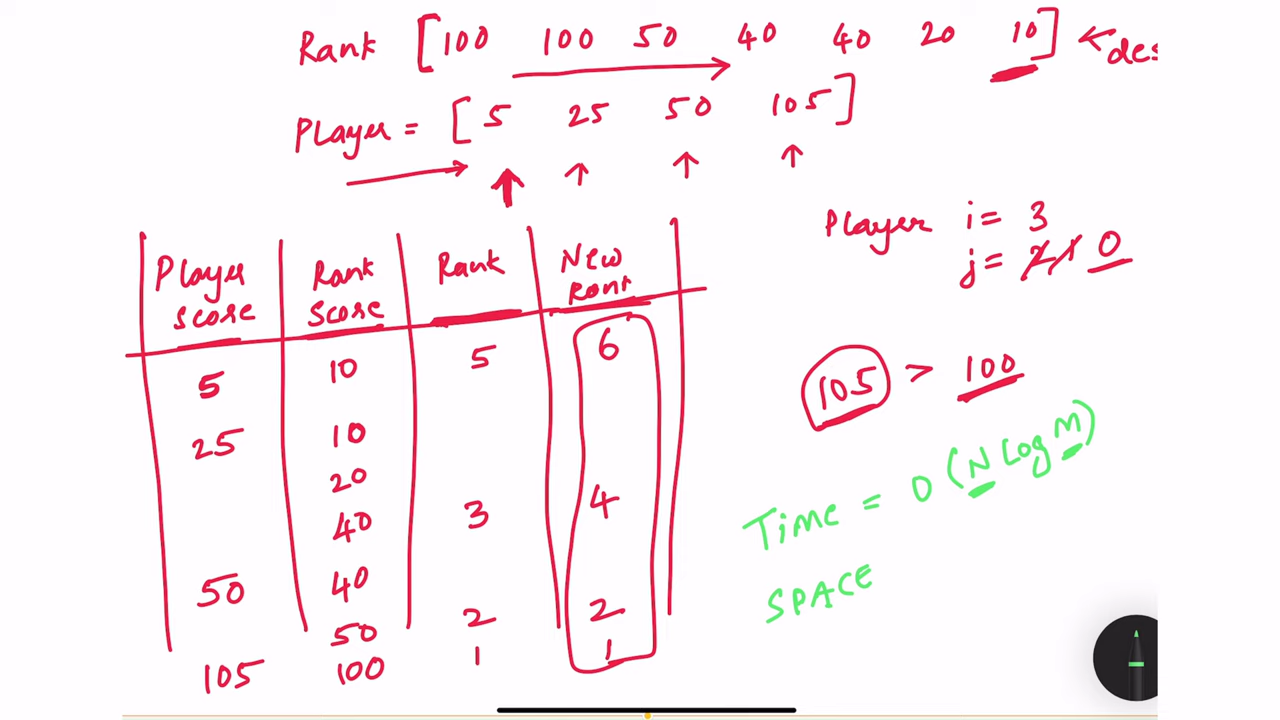 Rank [100 100 50 40 40 20 10] ← des
Player = [5 25 50 105]
Player i = 3
j = 2 1 0
Player Score
Rank Score
Rank
New Rank
5 10 5 6
25 10
20
40 3 4
50 40
50 2 2
105 100 1 1
105 > 100
Time = O (N log M)
SPACE